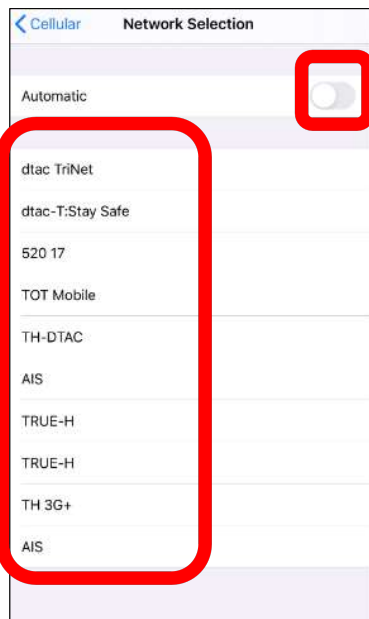 Cellular Network Selection
Automatic
dtac TriNet
dtac-T:Stay Safe
520 17
TOT Mobile
TH-DTAC
AIS
TRUE-H
TRUE-H
TH 3G+
AIS